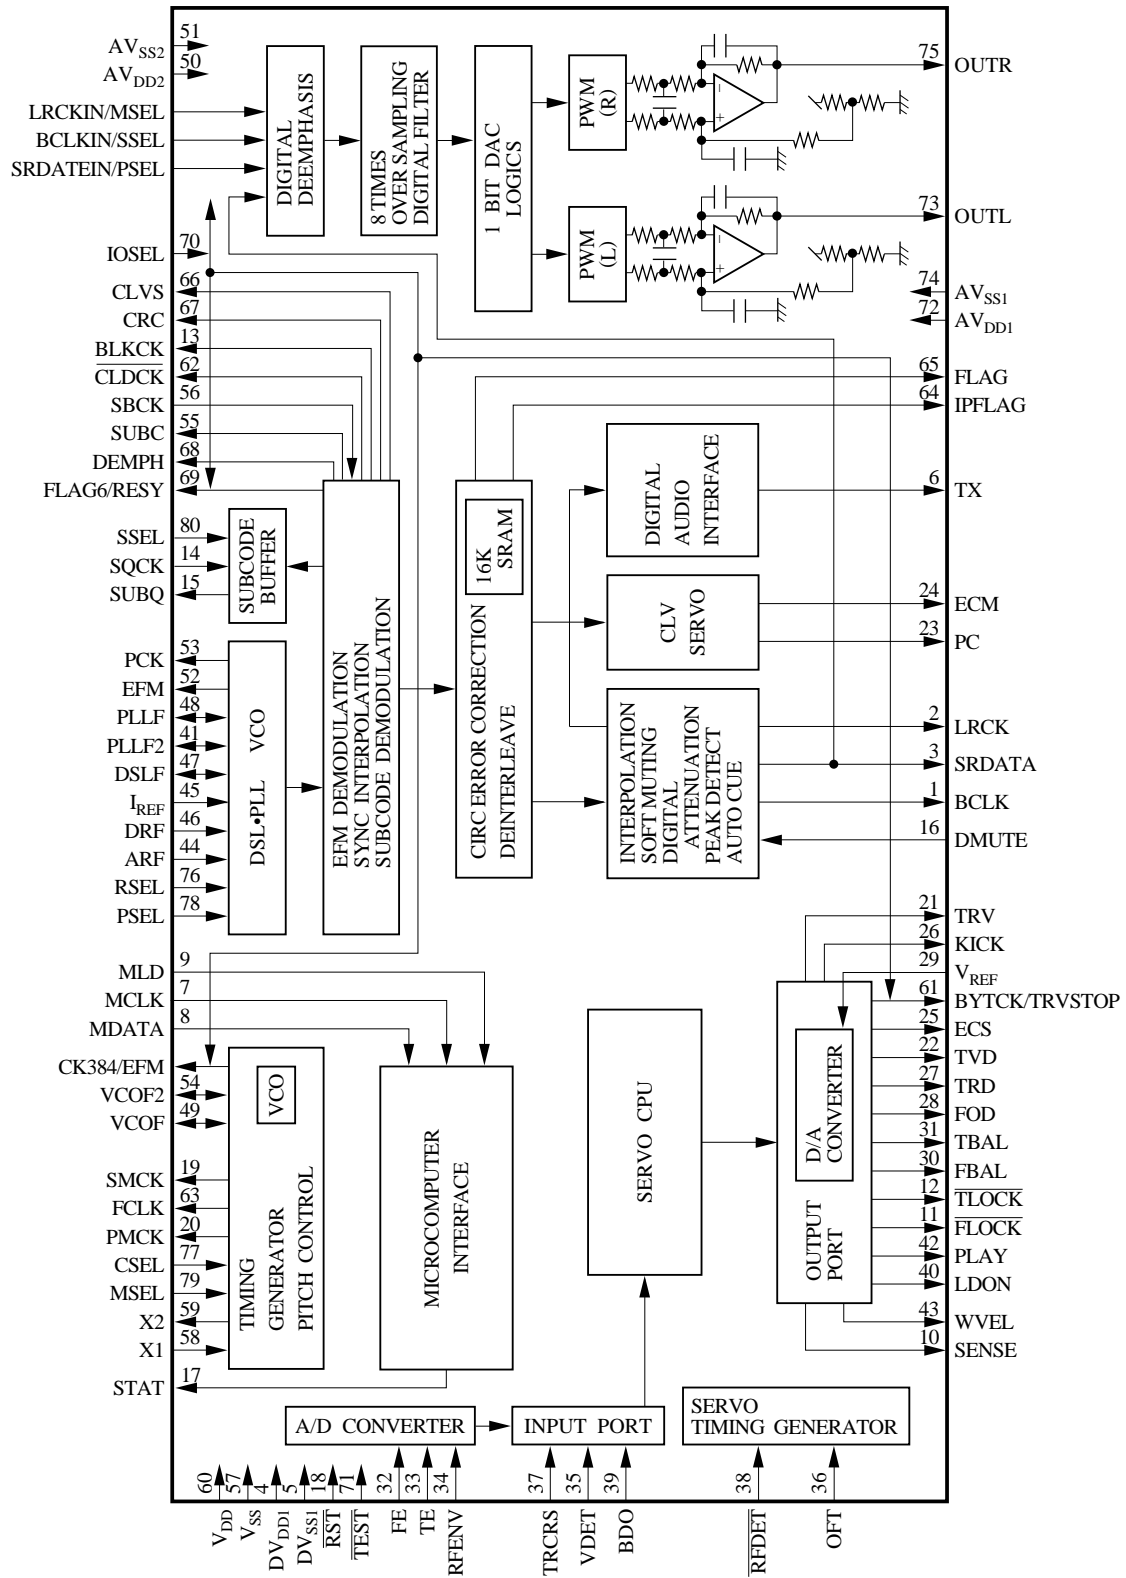 51
AVSS2
50
AVDD2
LRCKIN/MSEL
BCLKIN/SSEL
SRDATEIN/PSEL
70
IOSEL
66
CLVS
67
CRC
13
BLKCK
62
CLDCK
56
SBCK
55
SUBC
68
DEMPH
69
FLAG6/RESY
80
SSEL
14
SQCK
15
SUBQ
53
PCK
52
EFM
48
PLLF
41
PLLF2
47
DSLF
45
IREF
46
DRF
44
ARF
76
RSEL
78
PSEL
9
MLD
7
MCLK
8
MDATA
CK384/EFM
54
VCOF2
49
VCOF
19
SMCK
63
FCLK
20
PMCK
77
CSEL
79
MSEL
59
X2
58
X1
17
STAT
DIGITAL
DEEMPHASIS
8 TIMES
OVER SAMPLING
DIGITAL FILTER
1 BIT DAC
LOGICS
PWM
(R)
PWM
(L)
−
+
−
+
SUBCODE
BUFFER
DSL•PLL VCO
EFM DEMODULATION
SYNC INTERPOLATION
SUBCODE DEMODULATION
16K
SRAM
CIRC ERROR CORRECTION
DEINTERLEAVE
DIGITAL
AUDIO
INTERFACE
CLV
SERVO
INTERPOLATION
SOFT MUTING
DIGITAL
ATTENUATION
PEAK DETECT
AUTO CUE
VCO
TIMING
GENERATOR
PITCH CONTROL
MICROCOMPUTER
INTERFACE
SERVO CPU
D/A
CONVERTER
OUTPUT
PORT
A/D CONVERTER
INPUT PORT
SERVO
TIMING GENERATOR
75
OUTR
73
OUTL
74
AVSS1
72
AVDD1
65
FLAG
64
IPFLAG
6
TX
24
ECM
23
PC
2
LRCK
3
SRDATA
1
BCLK
16
DMUTE
21
TRV
26
KICK
29
VREF
61
BYTCK/TRVSTOP
25
ECS
22
TVD
27
TRD
28
FOD
31
TBAL
30
FBAL
12
TLOCK
11
FLOCK
42
PLAY
40
LDON
43
WVEL
10
SENSE
60
VDD
57
VSS
4
DVDD1
5
DVSS1
18
RST
71
TEST
32
FE
33
TE
34
RFENV
37
TRCRS
35
VDET
39
BDO
38
RFDET
36
OFT